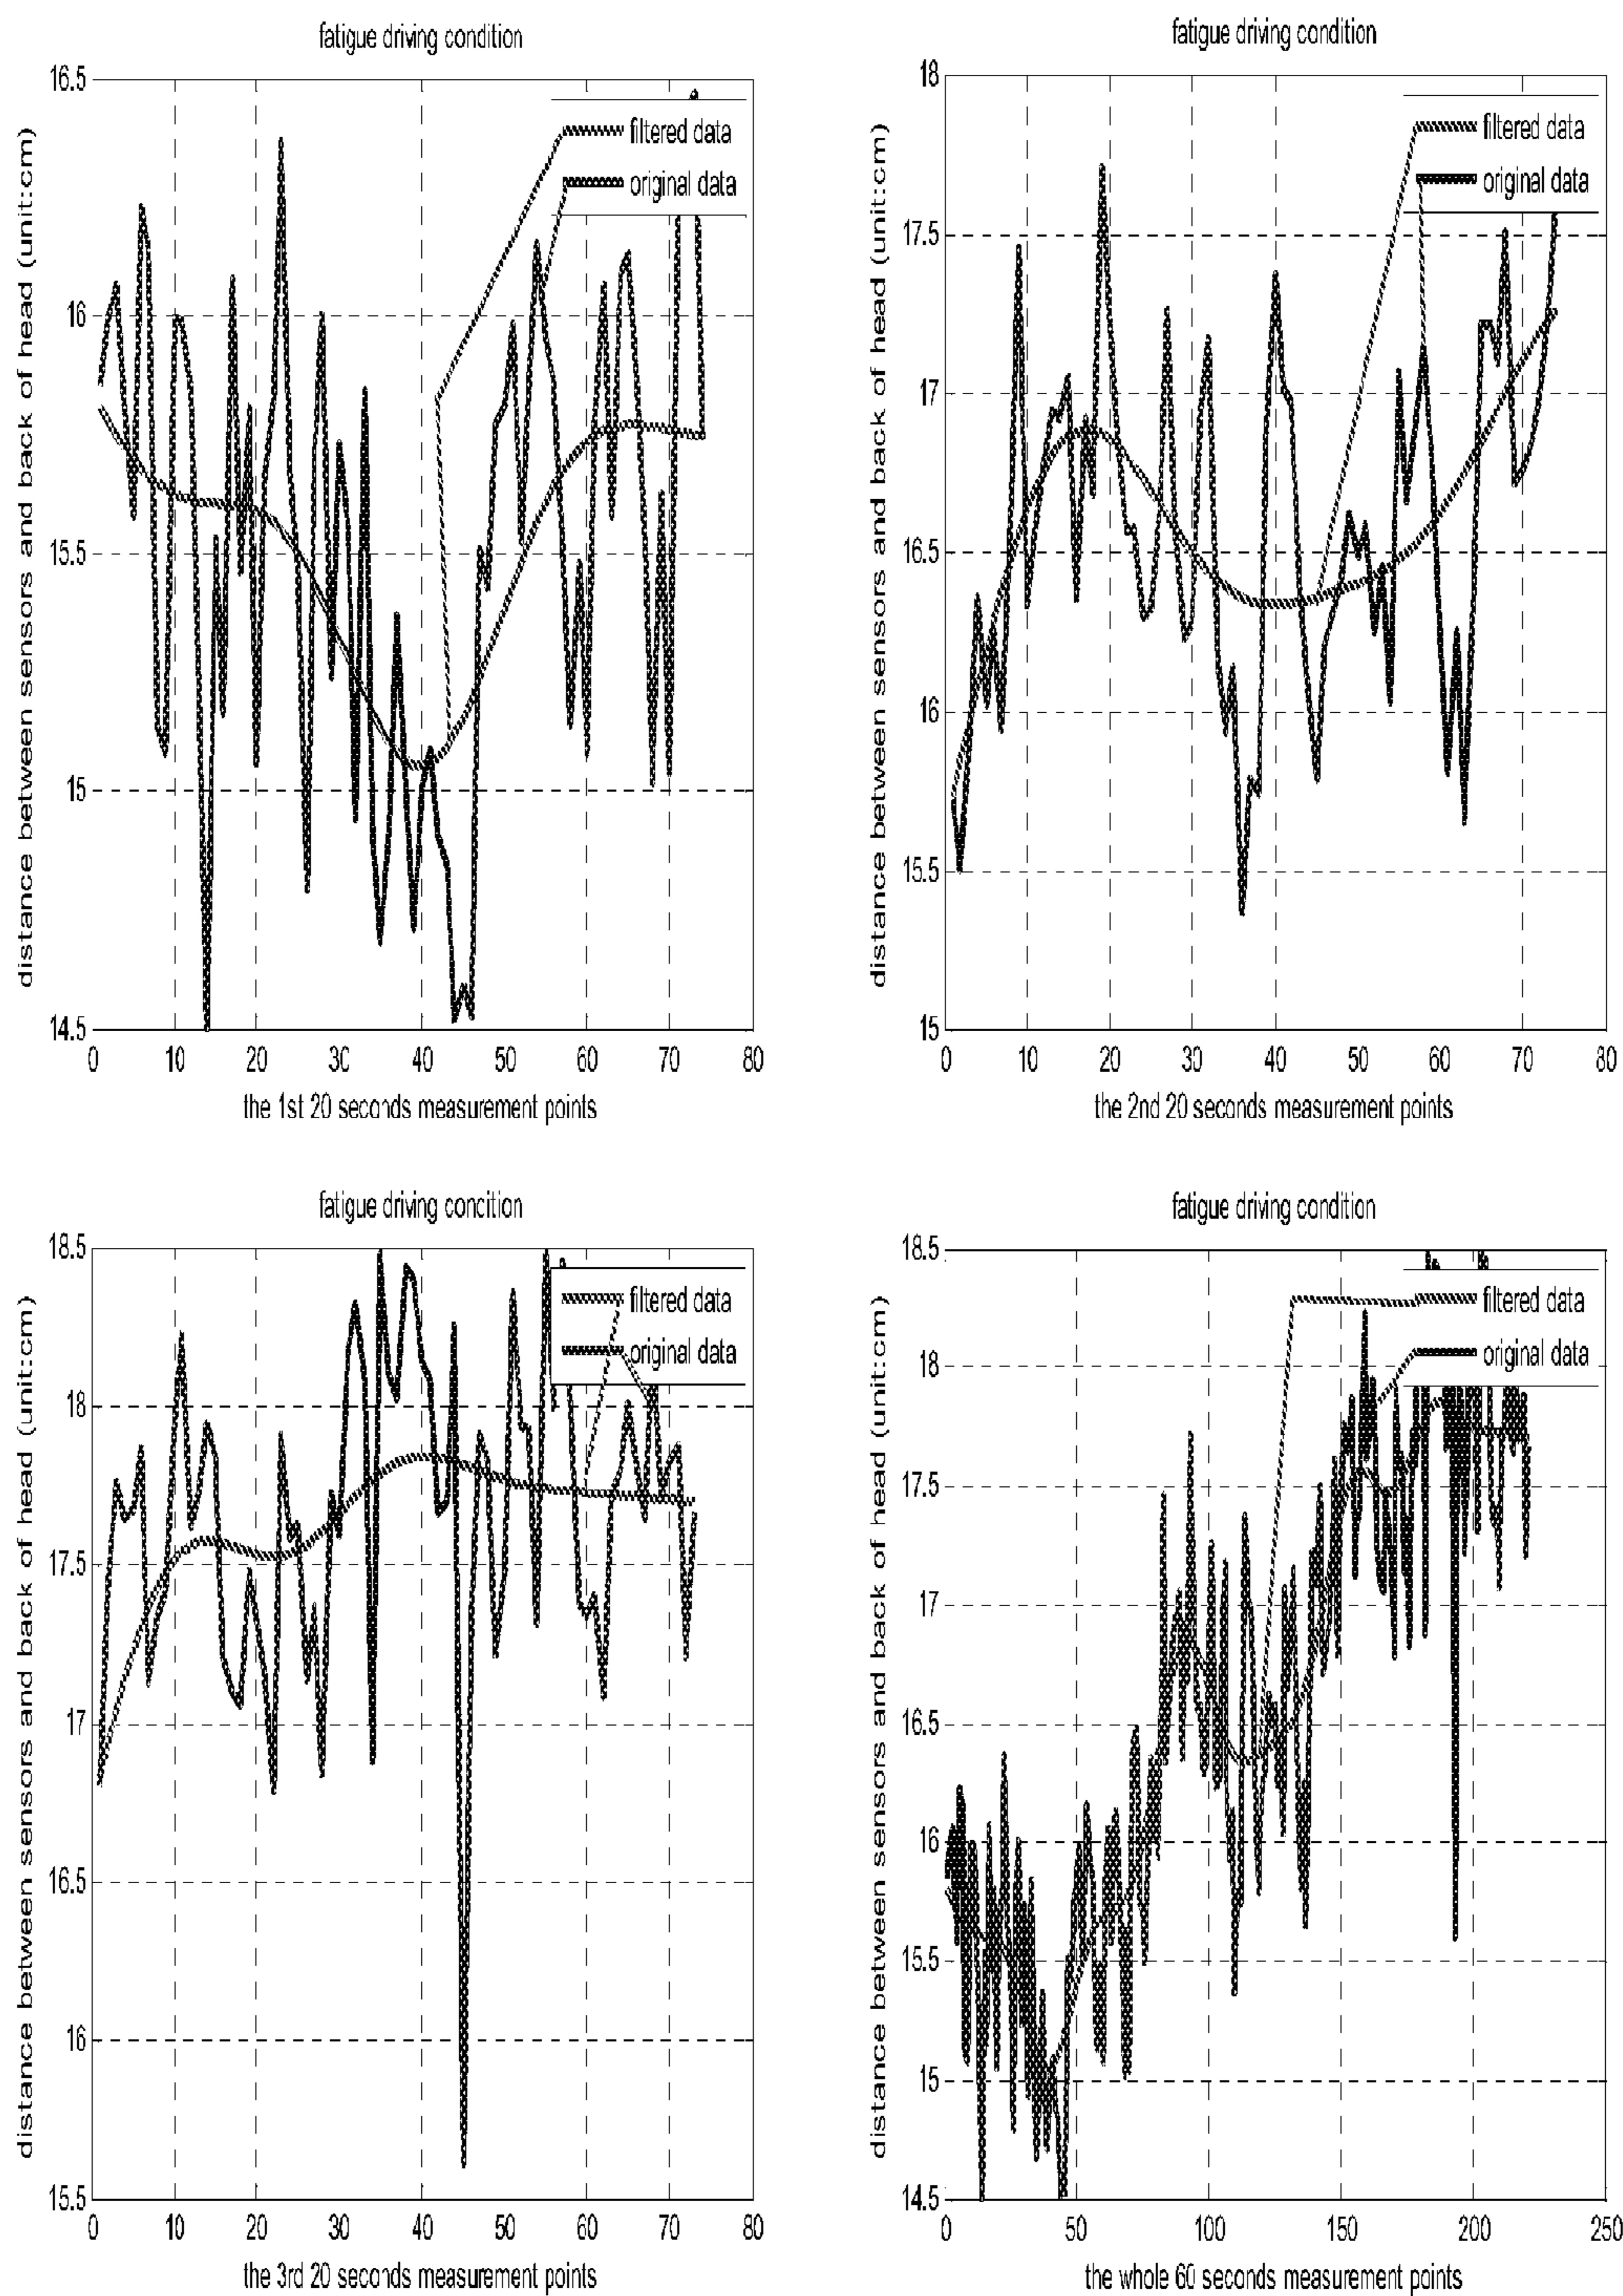 fatigue driving condition
distance between sensors and back of head (unit:cm)
16.5
16
15.5
15
14.5
filtered data
original data
0 10 20 30 40 50 60 70 80
the 1st 20 seconds measurement points
fatigue driving condition
distance between sensors and back of head (unit:cm)
18
17.5
17
16.5
16
15.5
15
filtered data
original data
0 10 20 30 40 50 60 70 80
the 2nd 20 seconds measurement points
fatigue driving condition
distance between sensors and back of head (unit:cm)
18.5
18
17.5
17
16.5
16
15.5
filtered data
original data
0 10 20 30 40 50 60 70 80
the 3rd 20 seconds measurement points
fatigue driving condition
distance between sensors and back of head (unit:cm)
18.5
18
17.5
17
16.5
16
15.5
15
14.5
filtered data
original data
0 50 100 150 200 250
the whole 60 seconds measurement points